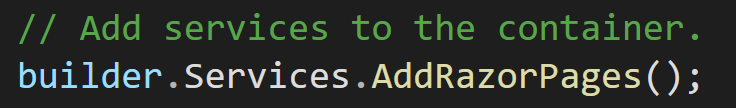 // Add services to the container.
builder.Services.AddRazorPages();